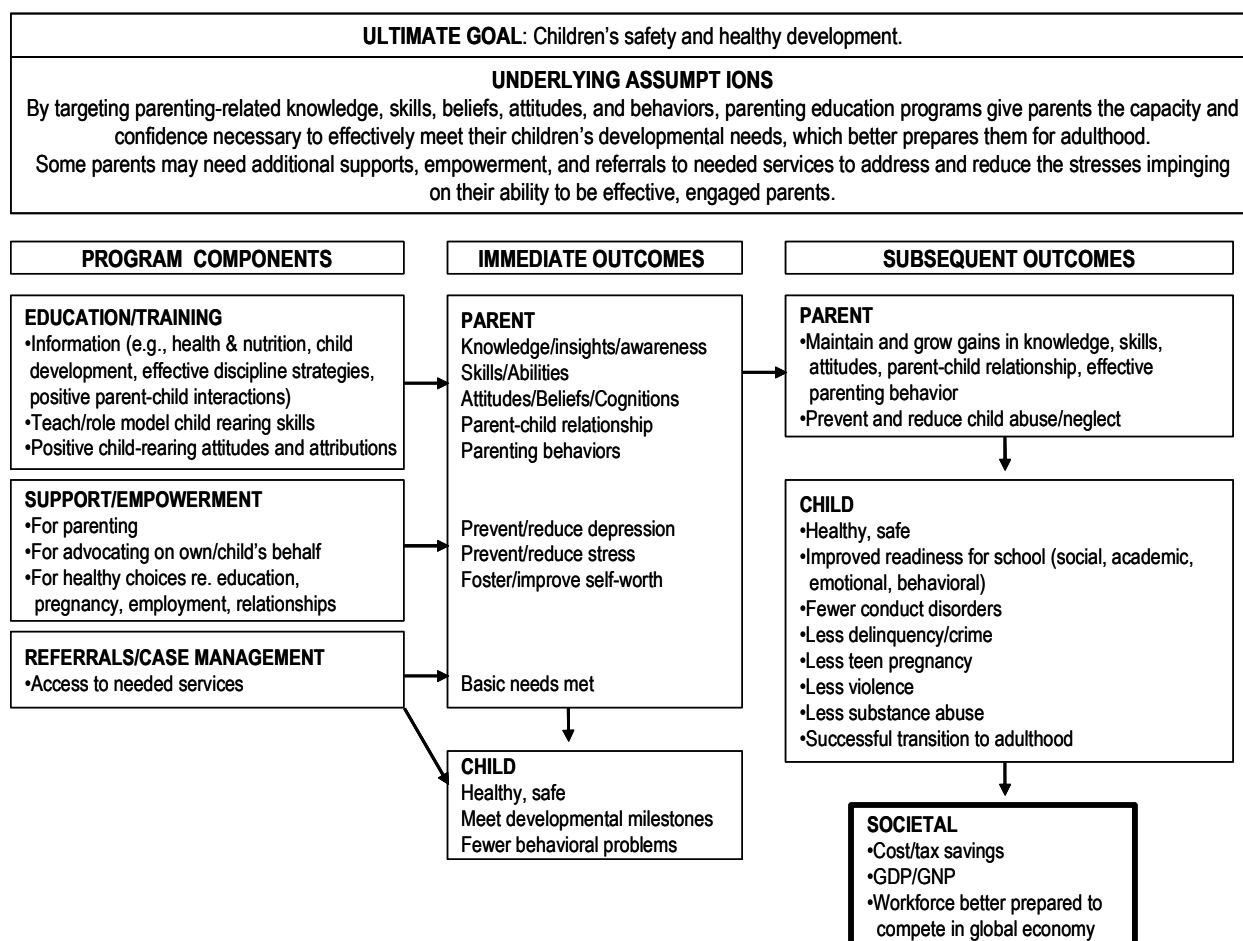 ULTIMATE GOAL: Children's safety and healthy development.
UNDERLYING ASSUMPT IONS
By targeting parenting-related knowledge, skills, beliefs, attitudes, and behaviors, parenting education programs give parents the capacity and
confidence necessary to effectively meet their children's developmental needs, which better prepares them for adulthood.
Some parents may need additional supports, empowerment, and referrals to needed services to address and reduce the stresses impinging
on their ability to be effective, engaged parents.
PROGRAM COMPONENTS
EDUCATION/TRAINING
•Information (e.g., health & nutrition, child
development, effective discipline strategies,
positive parent-child interactions)
•Teach/role model child rearing skills
•Positive child-rearing attitudes and attributions
SUPPORT/EMPOWERMENT
•For parenting
•For advocating on own/child's behalf
•For healthy choices re. education,
pregnancy, employment, relationships
REFERRALS/CASE MANAGEMENT
•Access to needed services
IMMEDIATE OUTCOMES
PARENT
Knowledge/insights/awareness
Skills/Abilities
Attitudes/Beliefs/Cognitions
Parent-child relationship
Parenting behaviors
Prevent/reduce depression
Prevent/reduce stress
Foster/improve self-worth
Basic needs met
CHILD
Healthy, safe
Meet developmental milestones
Fewer behavioral problems
SUBSEQUENT OUTCOMES
PARENT
•Maintain and grow gains in knowledge, skills,
attitudes, parent-child relationship, effective
parenting behavior
•Prevent and reduce child abuse/neglect
CHILD
•Healthy, safe
•Improved readiness for school (social, academic,
emotional, behavioral)
•Fewer conduct disorders
•Less delinquency/crime
•Less teen pregnancy
•Less violence
•Less substance abuse
•Successful transition to adulthood
SOCIETAL
•Cost/tax savings
•GDP/GNP
•Workforce better prepared to
compete in global economy